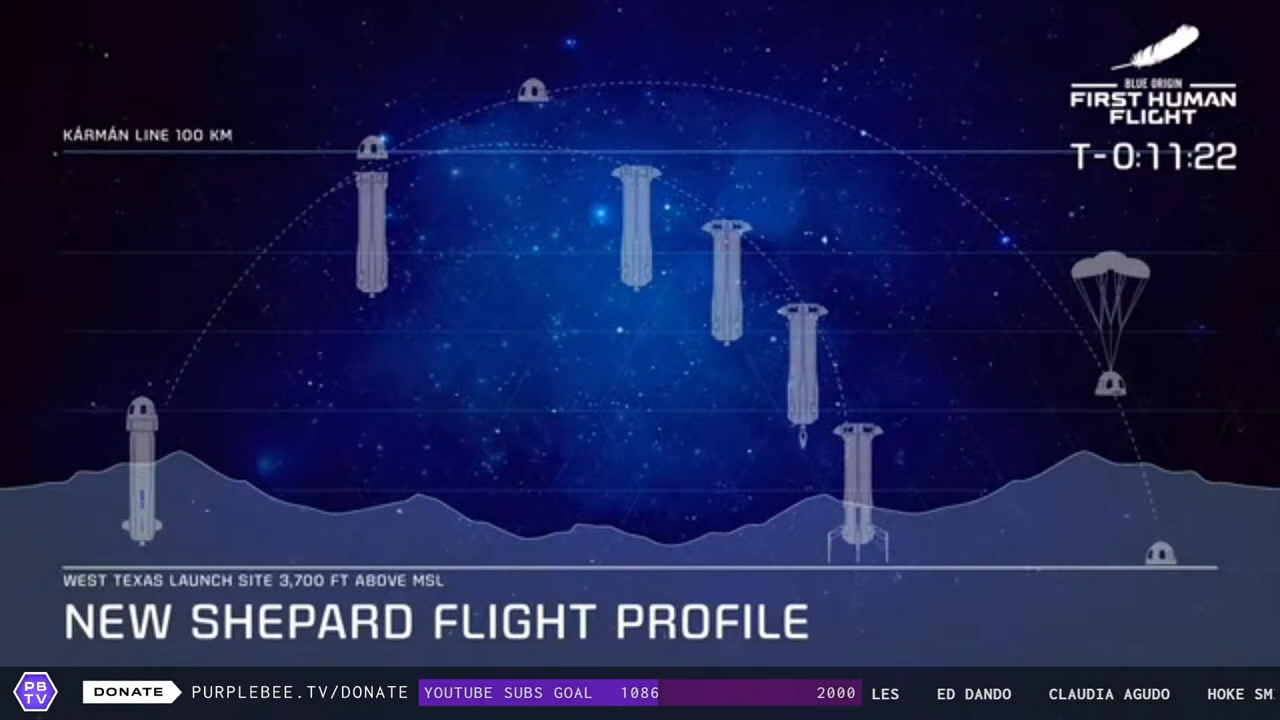 BLUE ORIGIN
FIRST HUMAN
FLIGHT
KÁRMÁN LINE 100 KM
T-0:11:22
WEST TEXAS LAUNCH SITE 3,700 FT ABOVE MSL
NEW SHEPARD FLIGHT PROFILE
PB
TV
DONATE PURPLEBEE.TV/DONATE YOUTUBE SUBS GOAL 1086 2000 LES ED DANDO CLAUDIA AGUDO HOKE SM